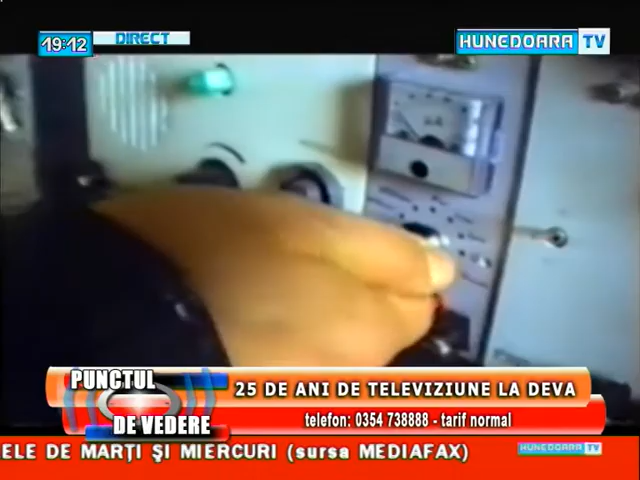 19:12 DIRECT
HUNEDOARA TV
PUNCTUL
DE VEDERE
25 DE ANI DE TELEVIZIUNE LA DEVA
telefon: 0354 738888 - tarif normal
ELE DE MARȚI ȘI MIERCURI (sursa MEDIAFAX)
HUNEDOARA TV